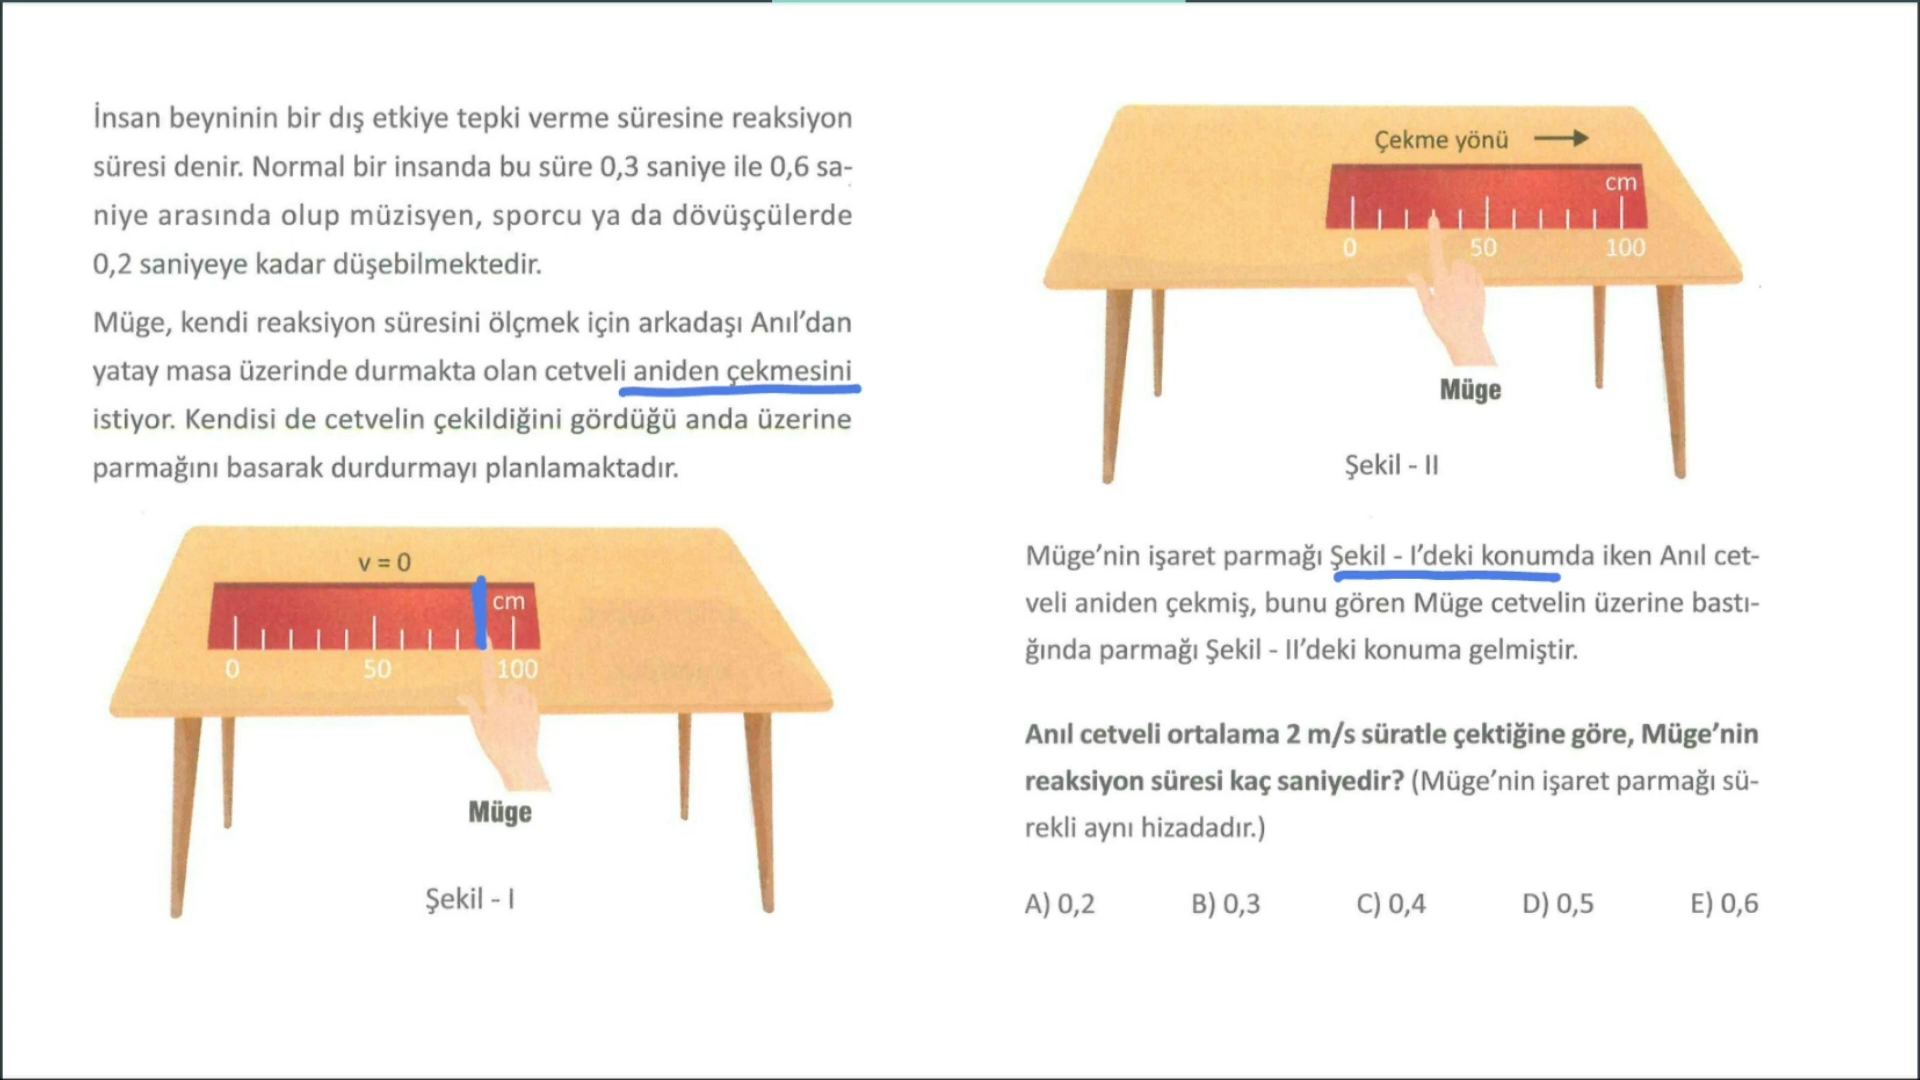 İnsan beyninin bir dış etkiye tepki verme süresine reaksiyon
süresi denir. Normal bir insanda bu süre 0,3 saniye ile 0,6 sa-
niye arasında olup müzisyen, sporcu ya da dövüşçülerde
0,2 saniyeye kadar düşebilmektedir.
Müge, kendi reaksiyon süresini ölçmek için arkadaşı Anıl'dan
yatay masa üzerinde durmakta olan cetveli aniden çekmesini
istiyor. Kendisi de cetvelin çekildiğini gördüğü anda üzerine
parmağını basarak durdurmayı planlamaktadır.
v = 0
cm
0 50 100
Müge
Şekil - I
Çekme yönü
cm
0 50 100
Müge
Şekil - II
Müge'nin işaret parmağı Şekil - I'deki konumda iken Anıl cet-
veli aniden çekmiş, bunu gören Müge cetvelin üzerine bastı-
ğında parmağı Şekil - II'deki konuma gelmiştir.
Anıl cetveli ortalama 2 m/s süratle çektiğine göre, Müge'nin
reaksiyon süresi kaç saniyedir? (Müge'nin işaret parmağı sü-
rekli aynı hizadadır.)
A) 0,2 B) 0,3 C) 0,4 D) 0,5 E) 0,6